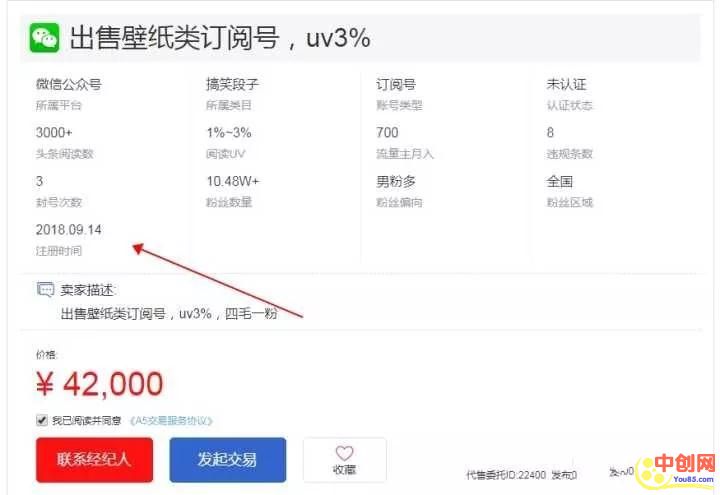 出售壁纸类订阅号，uv3%
微信公众号 搞笑段子 订阅号 未认证
所属平台 所属类目 账号类型 认证状态
3000+ 1%~3% 700 8
头条阅读数 阅读UV 流量主月入 违规条数
3 10.48W+ 男粉多 全国
封号次数 粉丝数量 粉丝偏向 粉丝区域
2018.09.14
注册时间
卖家描述:
出售壁纸类订阅号，uv3%，四毛一粉
价格:
¥ 42,000
我已阅读并同意 《A5交易服务协议》
联系经纪人 发起交易 收藏
代售委托ID:22400 发布0
中创网
You85.com